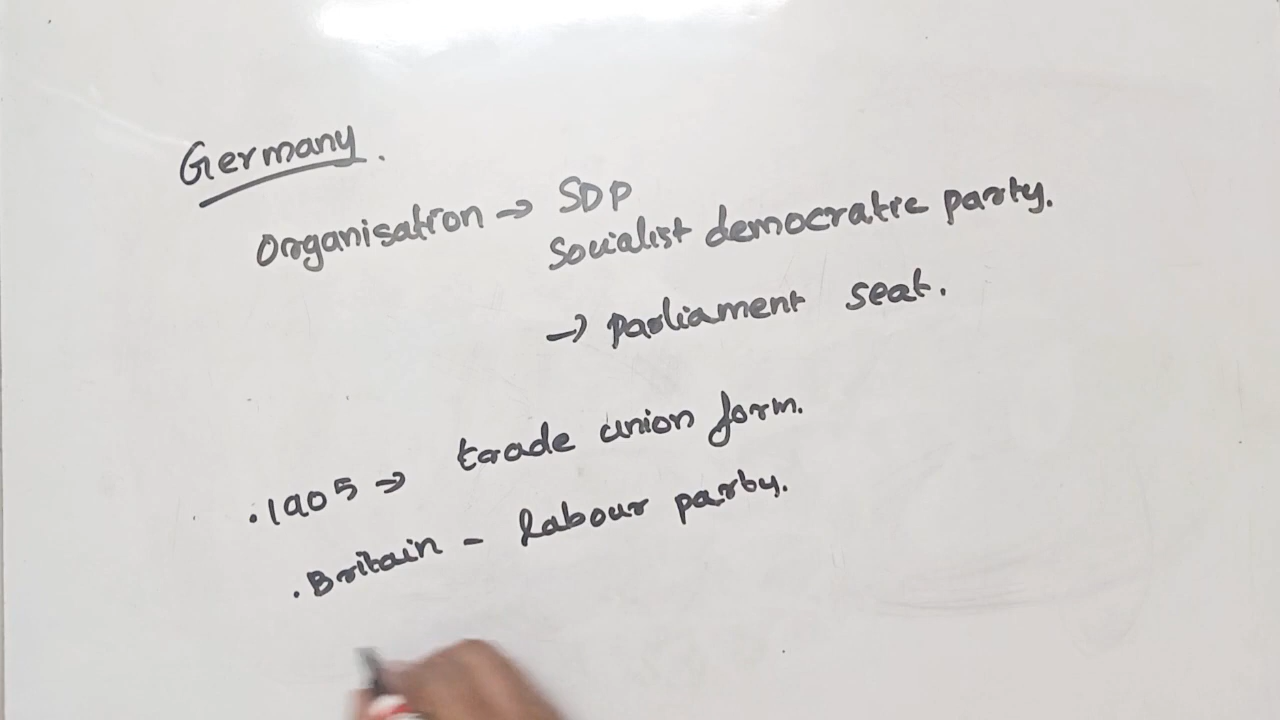 Germany.
Organisation → SDP
Socialist democratic party.
→ parliament seat.
. 1905 → trade union form.
. Britain - labour party.